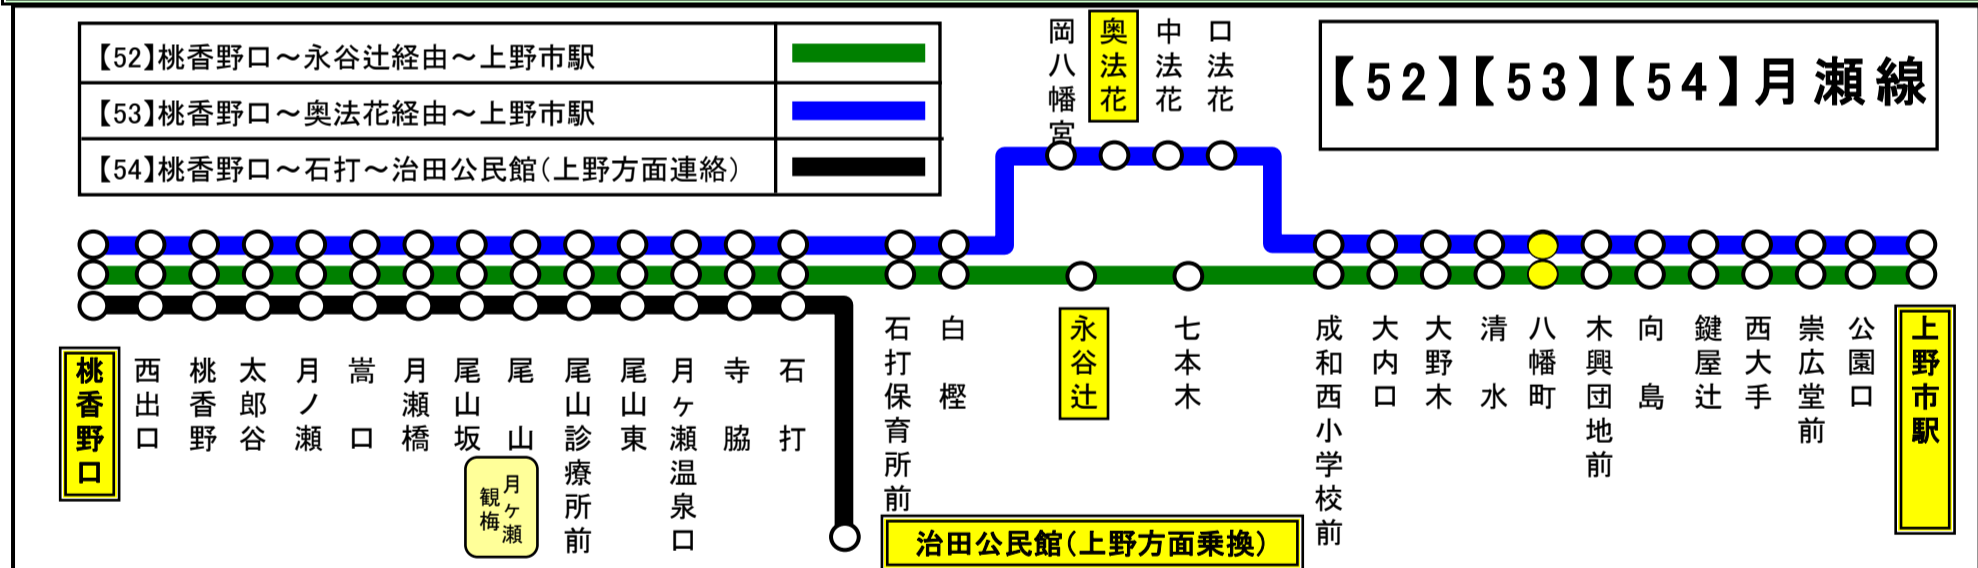 【52】桃香野口～永谷辻経由～上野市駅
【53】桃香野口～奥法花経由～上野市駅
【54】桃香野口～石打～治田公民館(上野方面連絡)
【52】【53】【54】月瀬線
岡八幡宮
奥法花
中法花
口法花
桃香野口
西出口
桃香野
太郎谷
月ノ瀬
嵩口
月瀬橋
尾山坂
尾山
尾山診療所前
尾山東
月ヶ瀬温泉口
寺脇
石打
石打保育所前
白樫
永谷辻
七本木
成和西小学校前
大内口
大野木
清水
八幡町
木興団地前
向島
鍵屋辻
西大手
崇広堂前
公園口
上野市駅
月ヶ瀬
観梅
治田公民館(上野方面乗換)